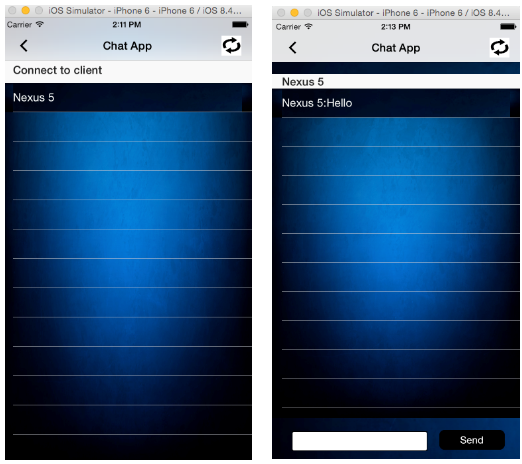 iOS Simulator - iPhone 6 - iPhone 6 / iOS 8.4...
Carrier 2:11 PM
Chat App
Connect to client
Nexus 5
iOS Simulator - iPhone 6 - iPhone 6 / iOS 8.4...
Carrier 2:13 PM
Chat App
Nexus 5
Nexus 5:Hello
Send